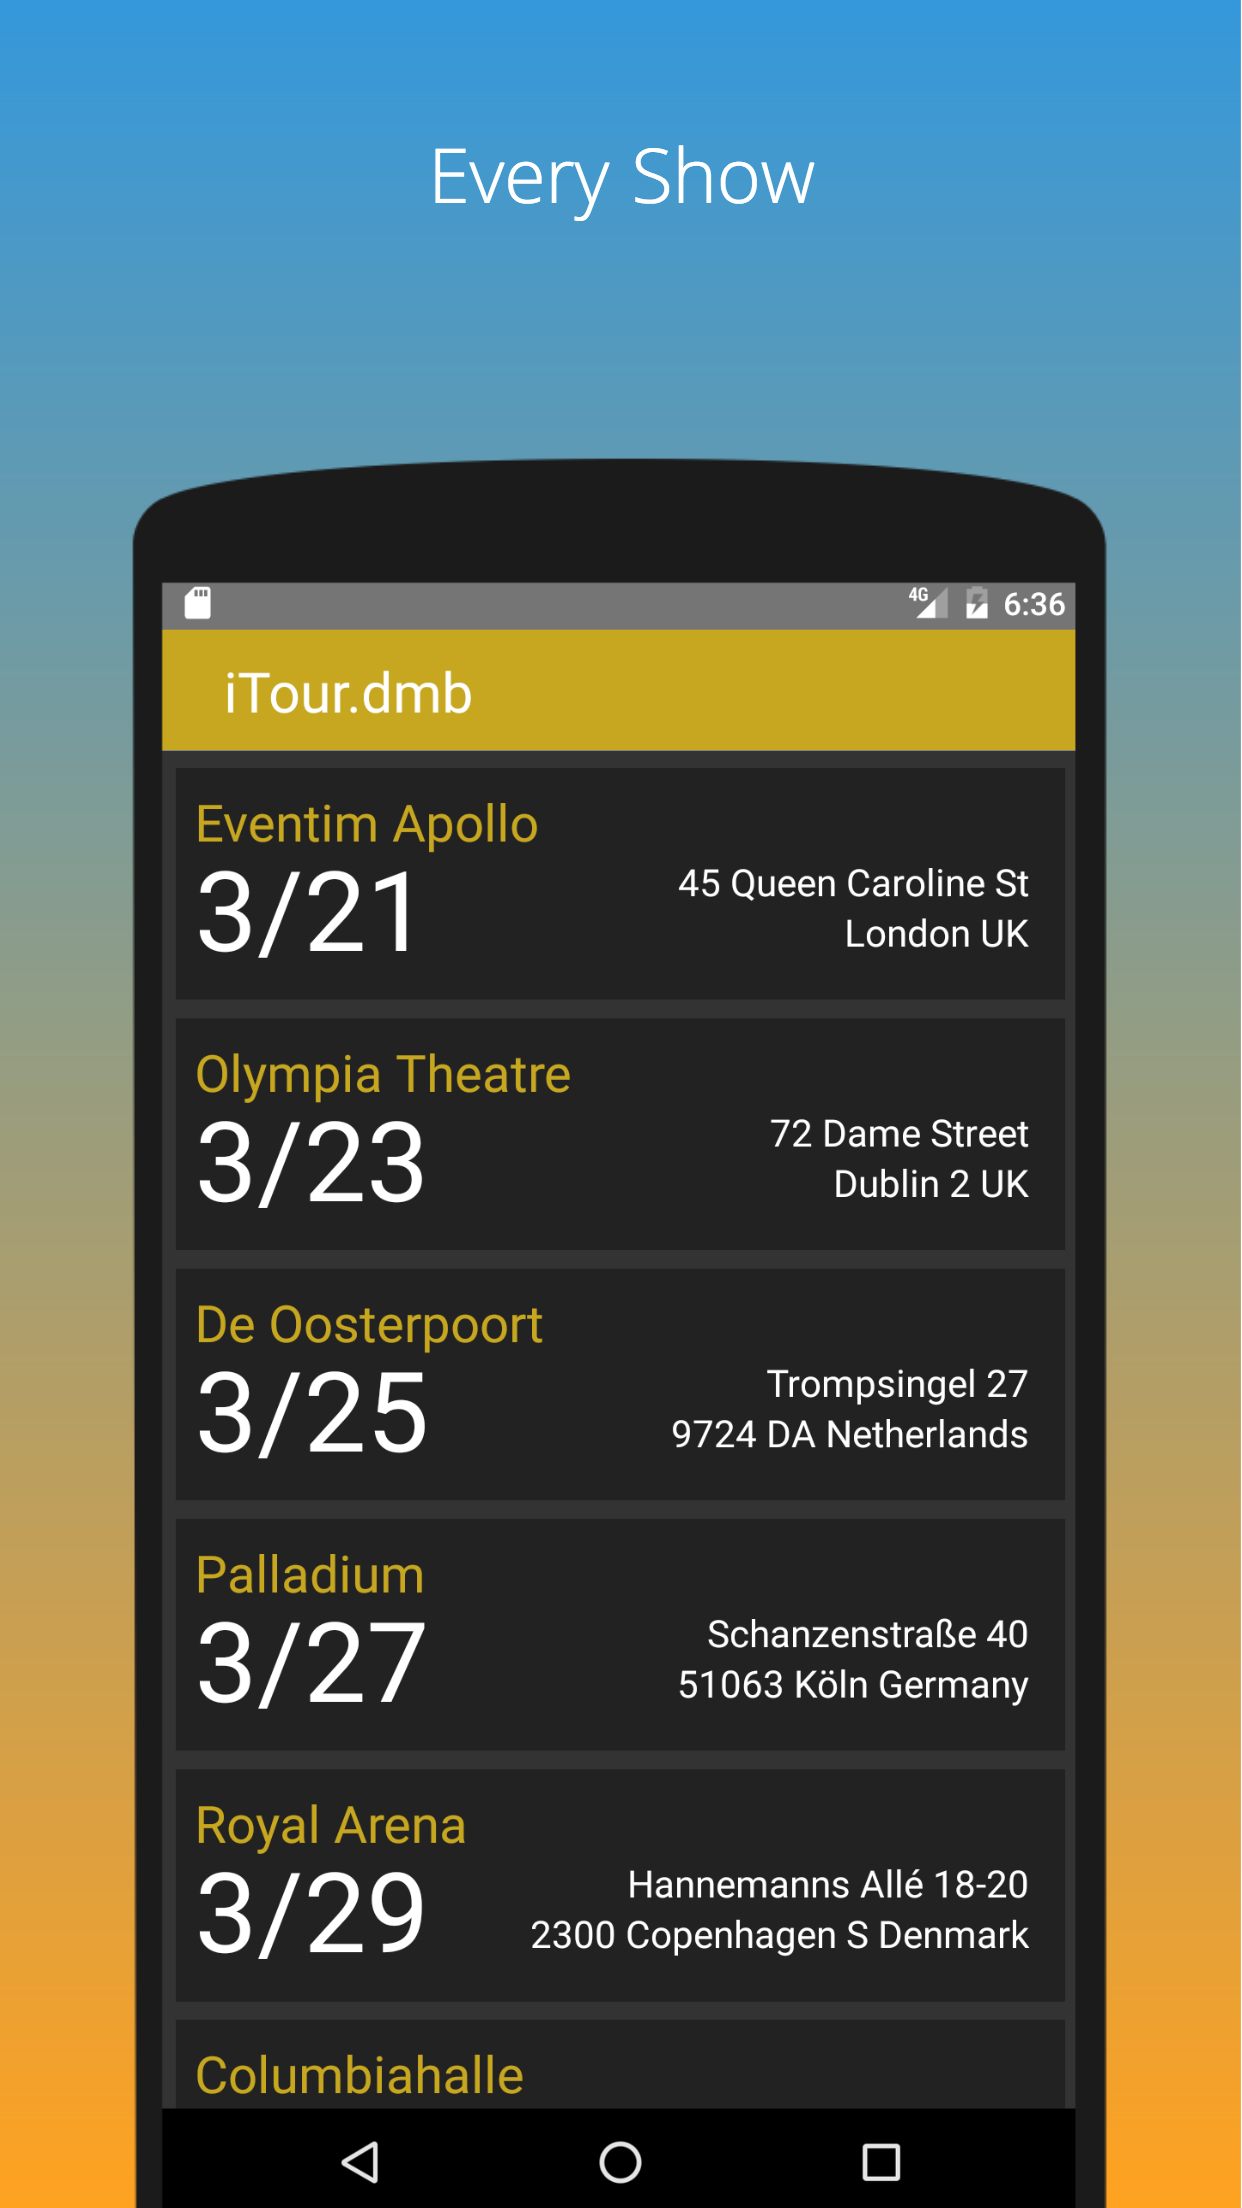 Every Show
4G 6:36
iTour.dmb
Eventim Apollo
3/21
45 Queen Caroline St
London UK
Olympia Theatre
3/23
72 Dame Street
Dublin 2 UK
De Oosterpoort
3/25
Trompsingel 27
9724 DA Netherlands
Palladium
3/27
Schanzenstraße 40
51063 Köln Germany
Royal Arena
3/29
Hannemanns Allé 18-20
2300 Copenhagen S Denmark
Columbiahalle